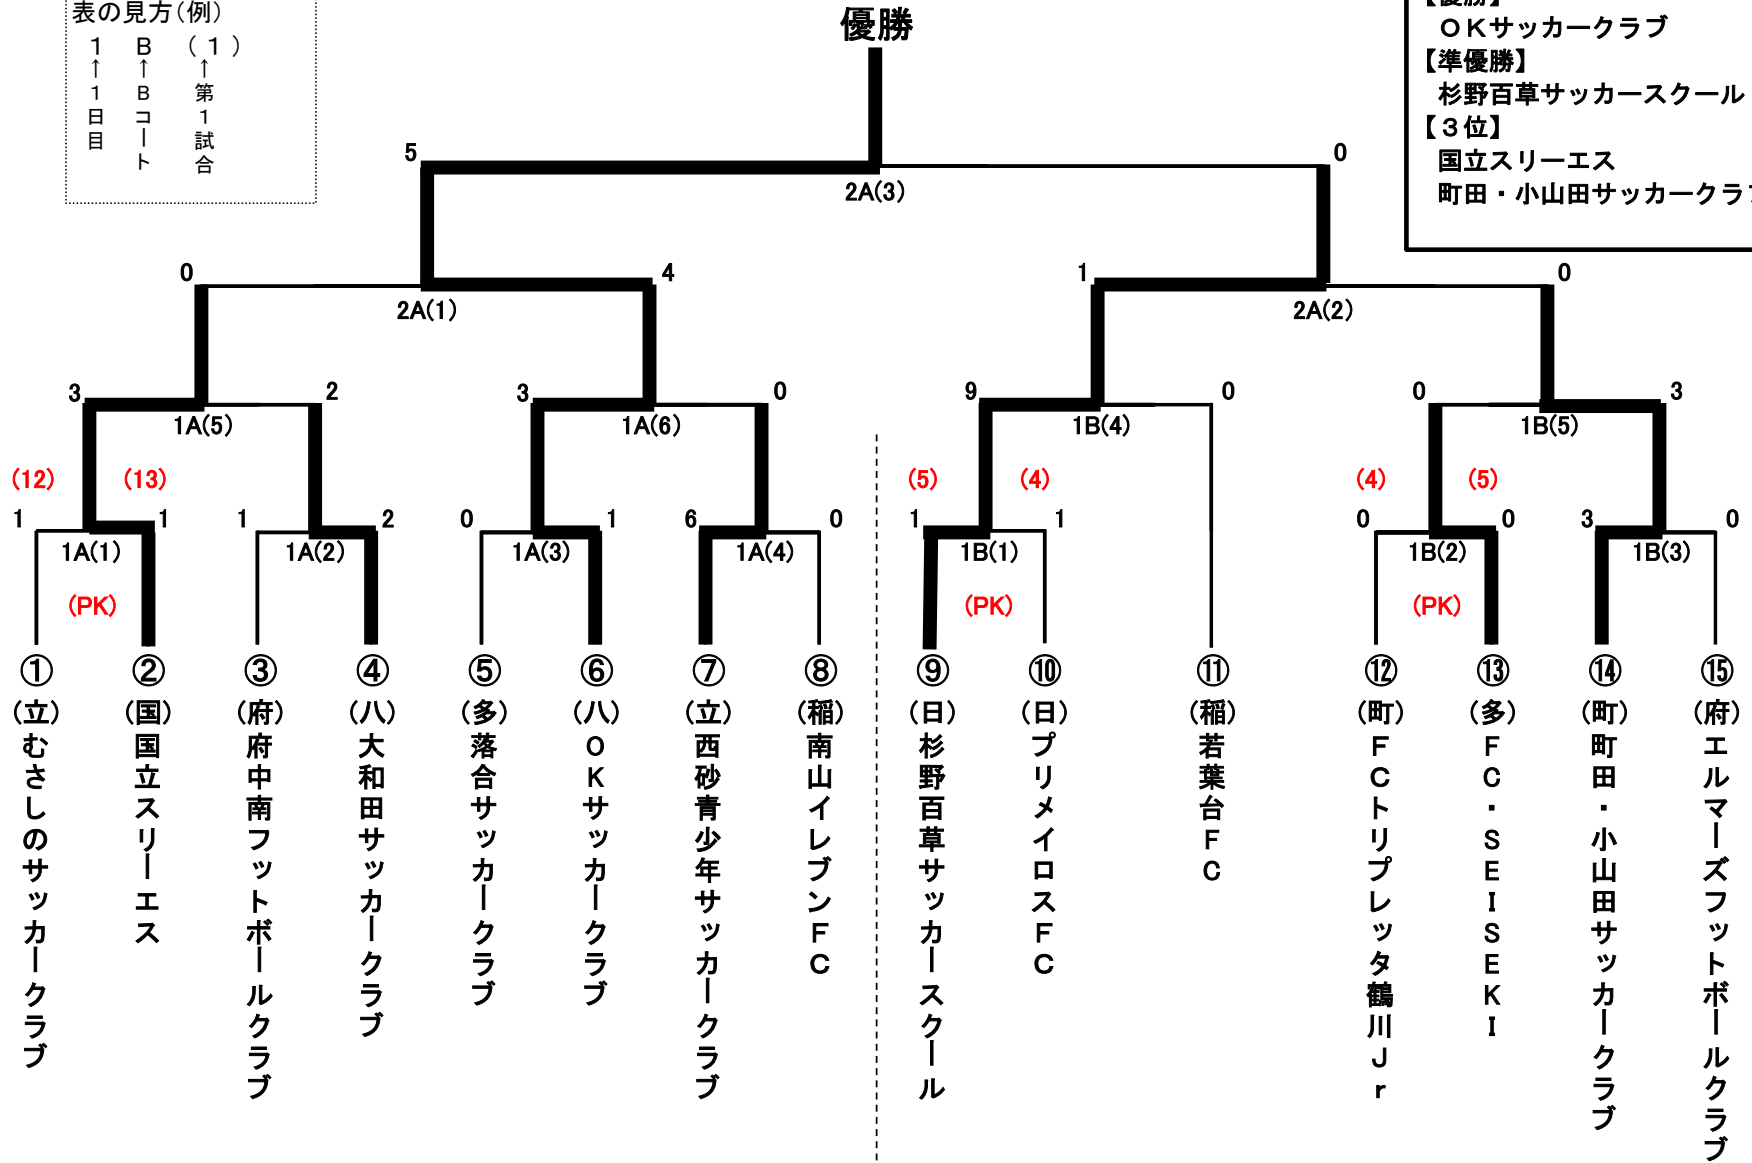 表の見方(例)
1 B (1)
↑ ↑ ↑
1日目
Bコート
第1試合
優勝
【優勝】
OKサッカークラブ
【準優勝】
杉野百草サッカースクール
【3位】
国立スリーエス
町田・小山田サッカークラブ
5 0
2A(3)
0 4 1 0
2A(1) 2A(2)
3 2 3 0 9 0 0 3
1A(5) 1A(6) 1B(4) 1B(5)
(12) (13) (5) (4) (4) (5)
1 1 1 2 0 1 6 0 1 1 0 0 3 0
1A(1) 1A(2) 1A(3) 1A(4) 1B(1) 1B(2) 1B(3)
(PK) (PK) (PK)
① ② ③ ④ ⑤ ⑥ ⑦ ⑧ ⑨ ⑩ ⑪ ⑫ ⑬ ⑭ ⑮
(立)むさしのサッカークラブ
(国)国立スリーエス
(府)府中南フットボールクラブ
(八)大和田サッカークラブ
(多)落合サッカークラブ
(八)OKサッカークラブ
(立)西砂青少年サッカークラブ
(稲)南山イレブンFC
(日)杉野百草サッカースクール
(日)プリメイロスFC
(稲)若葉台FC
(町)FCトリプレッタ鶴川Jr
(多)FC・SEISEKI
(町)町田・小山田サッカークラブ
(府)エルマーズフットボールクラブ